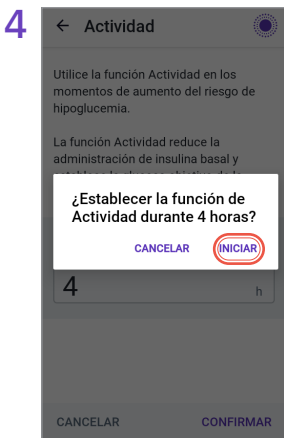 4
Actividad
Utilice la función Actividad en los
momentos de aumento del riesgo de
hipoglucemia.
La función Actividad reduce la
administración de insulina basal y
¿Establecer la función de
Actividad durante 4 horas?
CANCELAR INICIAR
4 h
CANCELAR CONFIRMAR